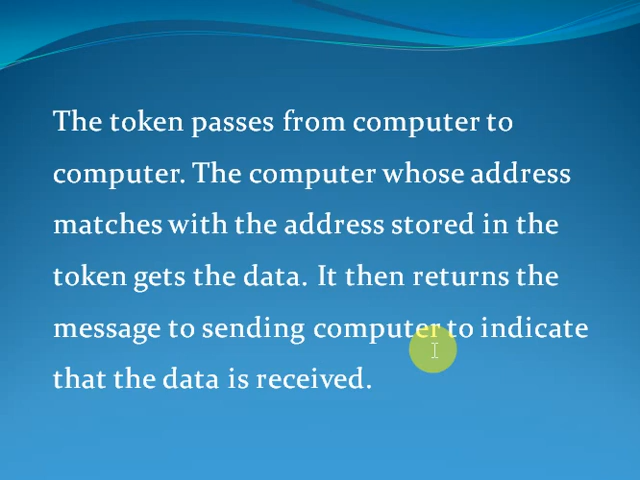 The token passes from computer to
computer. The computer whose address
matches with the address stored in the
token gets the data. It then returns the
message to sending computer to indicate
that the data is received.